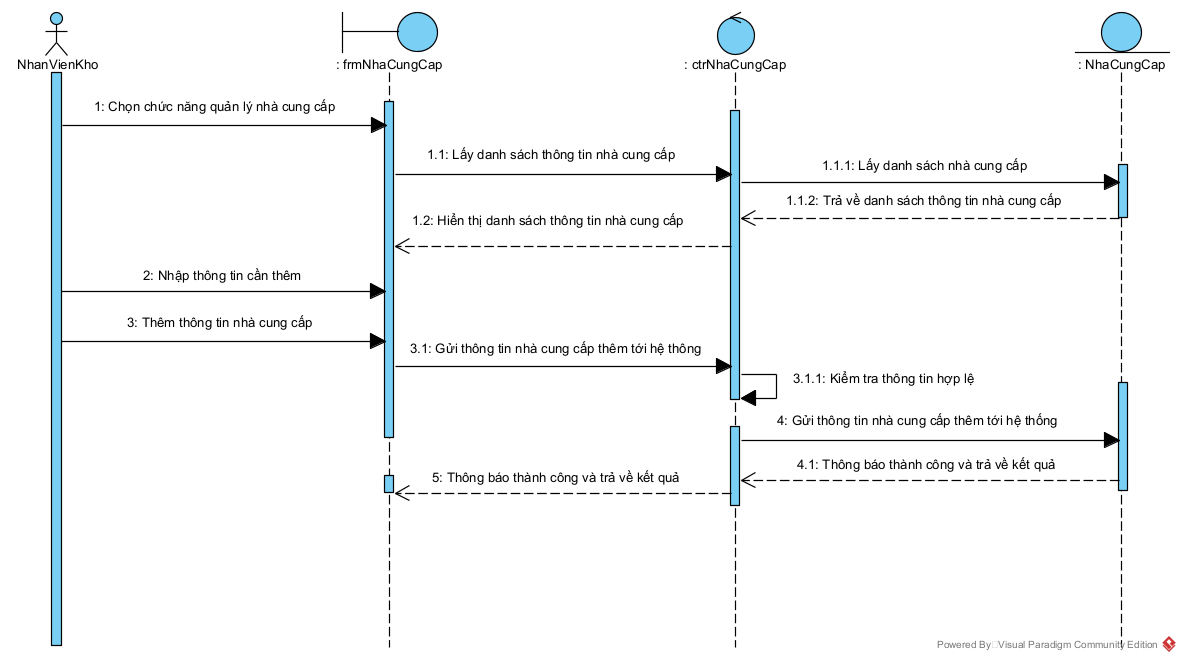 NhanVienKho
: frmNhaCungCap
: ctrNhaCungCap
: NhaCungCap
1: Chọn chức năng quản lý nhà cung cấp
1.1: Lấy danh sách thông tin nhà cung cấp
1.1.1: Lấy danh sách nhà cung cấp
1.1.2: Trả về danh sách thông tin nhà cung cấp
1.2: Hiển thị danh sách thông tin nhà cung cấp
2: Nhập thông tin cần thêm
3: Thêm thông tin nhà cung cấp
3.1: Gửi thông tin nhà cung cấp thêm tới hệ thông
3.1.1: Kiểm tra thông tin hợp lệ
4: Gửi thông tin nhà cung cấp thêm tới hệ thống
4.1: Thông báo thành công và trả về kết quả
5: Thông báo thành công và trả về kết quả
Powered By Visual Paradigm Community Edition